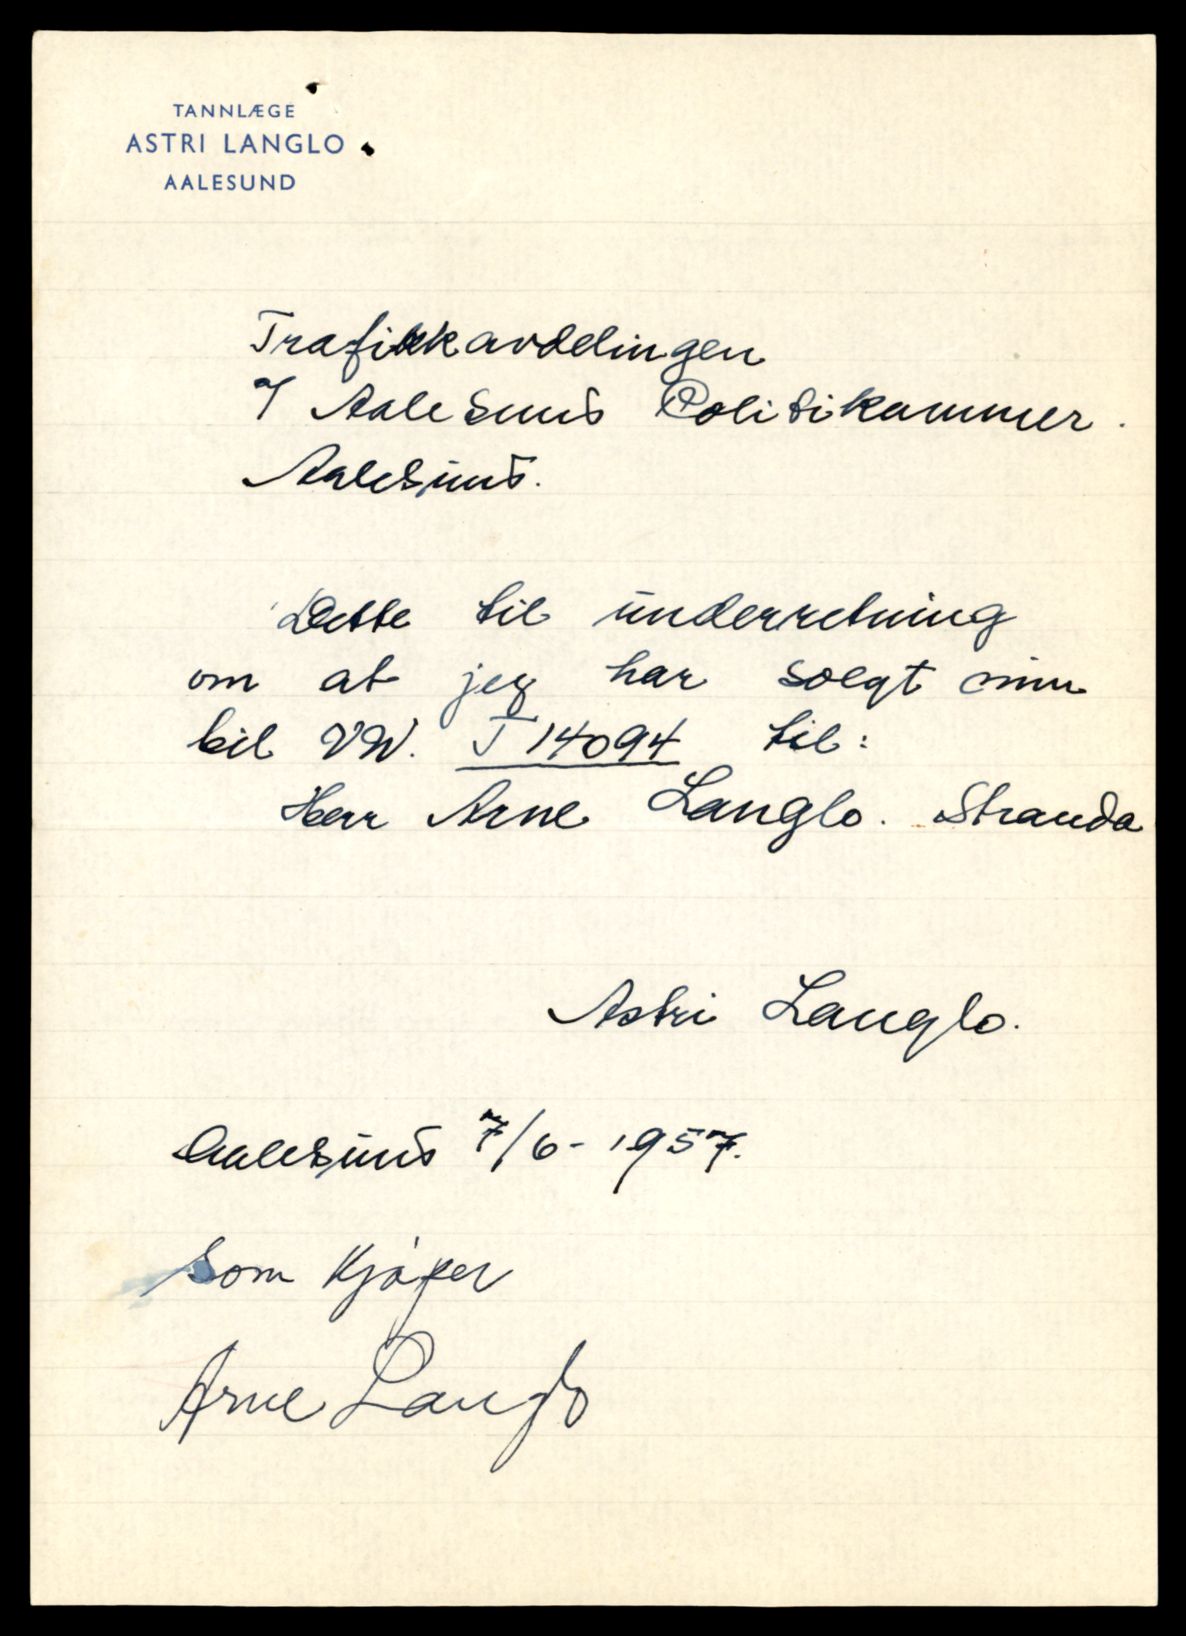 TANNLÆGE
ASTRI LANGLO
AALESUND
Trafikkavdelingen
v/ Aalesund Politikammer.
Aalesund.
Dette til underretning
om at jeg har solgt min
bil VW. T 14094 til:
Herr Arne Langlo. Stranda
Astri Langlo.
Aalesund 7/6 - 1957.
Som Kjøper
Arne Langlo